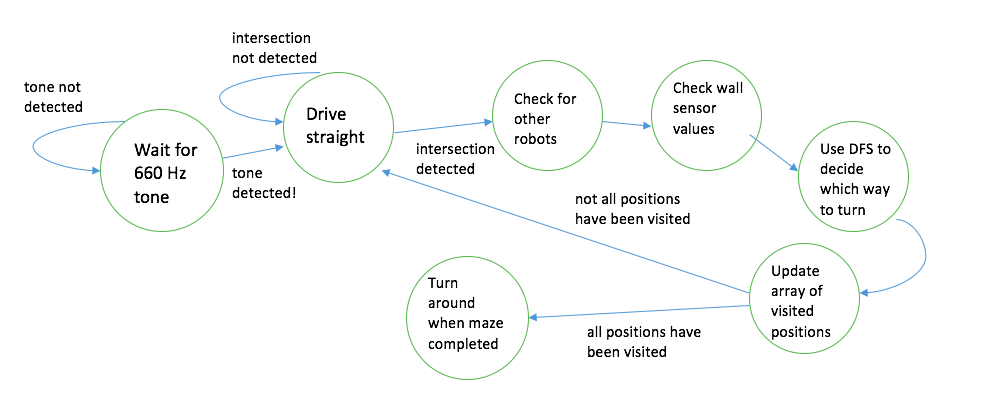 tone not
detected
Wait for
660 Hz
tone
tone
detected!
intersection
not detected
Drive
straight
intersection
detected
Check for
other
robots
Check wall
sensor
values
Use DFS to
decide
which way
to turn
Update
array of
visited
positions
not all positions
have been visited
all positions have
been visited
Turn
around
when maze
completed